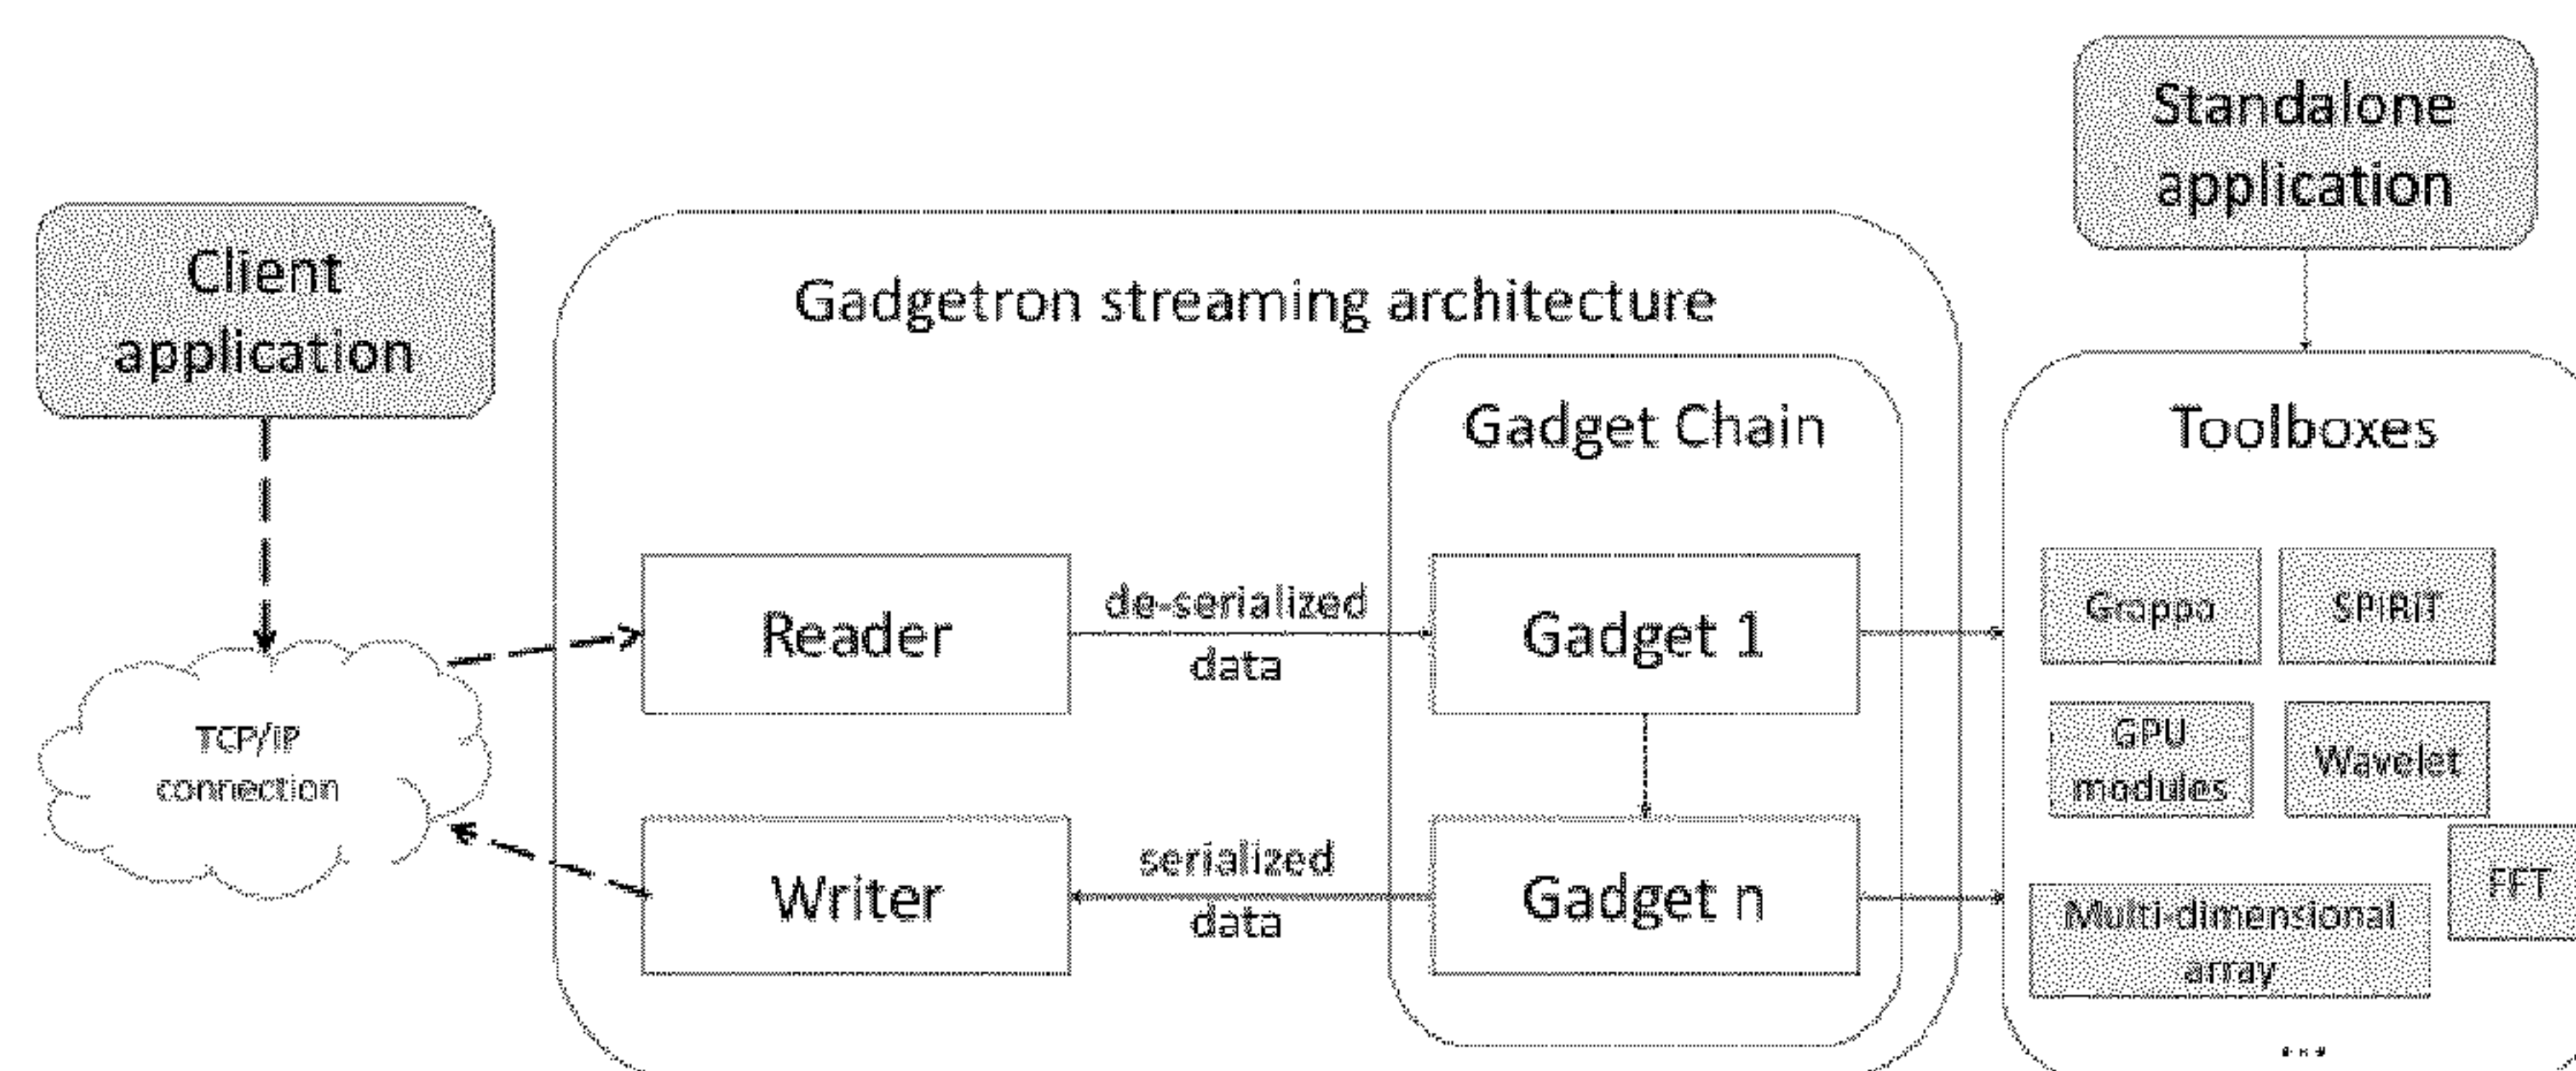 Standalone
application
Client
application
Gadgetron streaming architecture
Gadget Chain
Toolboxes
Reader
de-serialized
data
Gadget 1
Grappa
SPIRiT
TCP/IP
connection
GPU
modules
Wavelet
Writer
serialized
data
Gadget n
FFT
Multi-dimensional
array
...